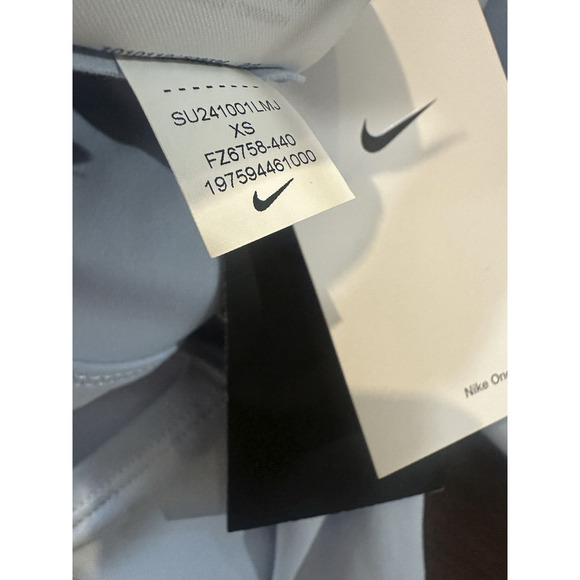 SU241001LMJ
XS
FZ6758-440
197594461000
Nike One